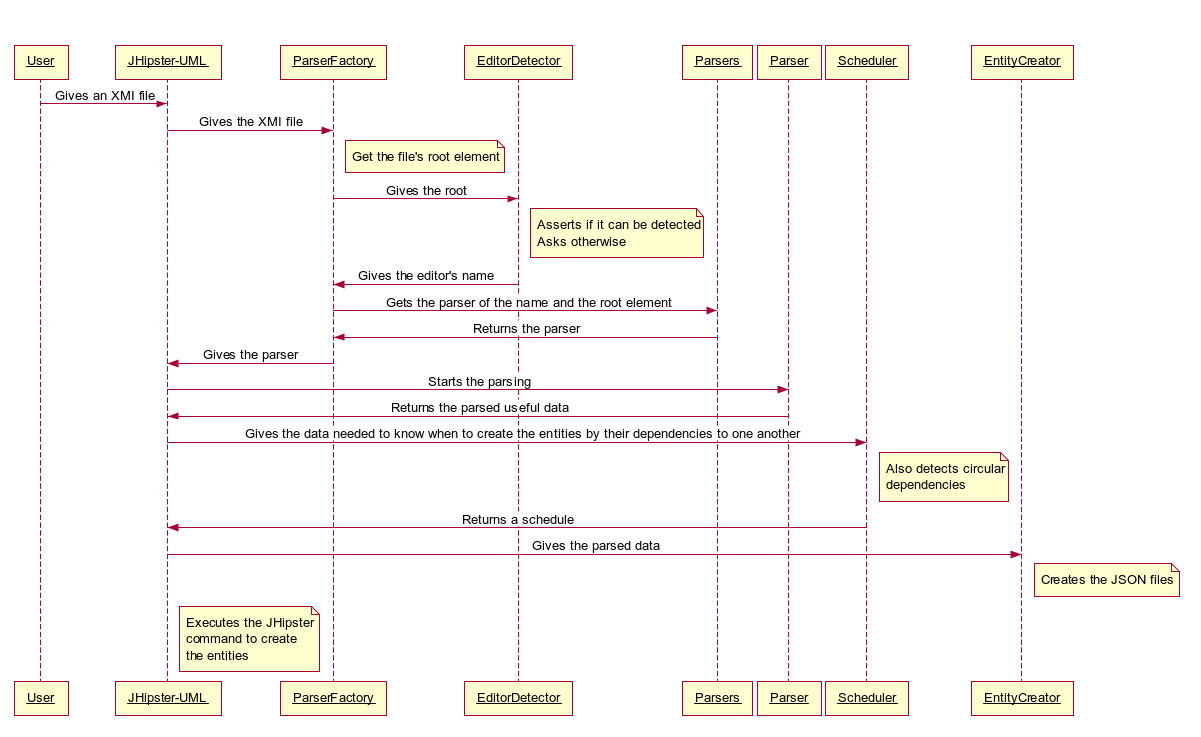 User
JHipster-UML
ParserFactory
EditorDetector
Parsers
Parser
Scheduler
EntityCreator
Gives an XMI file
Gives the XMI file
Get the file's root element
Gives the root
Asserts if it can be detected
Asks otherwise
Gives the editor's name
Gets the parser of the name and the root element
Returns the parser
Gives the parser
Starts the parsing
Returns the parsed useful data
Gives the data needed to know when to create the entities by their dependencies to one another
Also detects circular
dependencies
Returns a schedule
Gives the parsed data
Creates the JSON files
Executes the JHipster
command to create
the entities
User
JHipster-UML
ParserFactory
EditorDetector
Parsers
Parser
Scheduler
EntityCreator